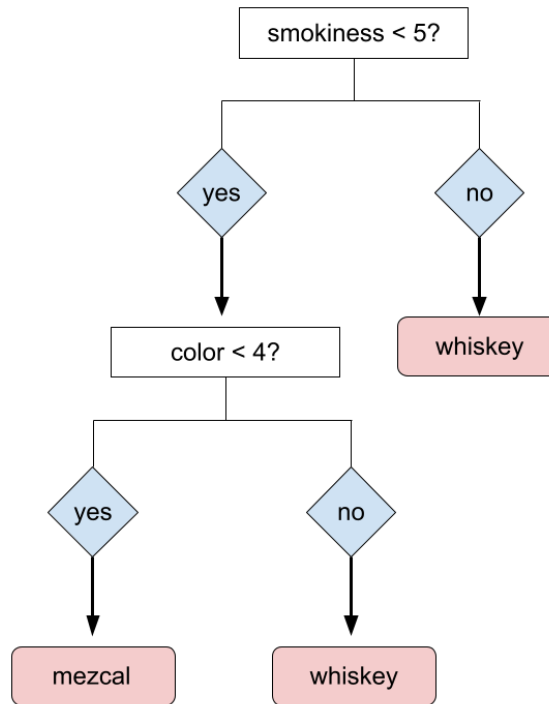 smokiness < 5?
yes
no
whiskey
color < 4?
yes
no
mezcal
whiskey